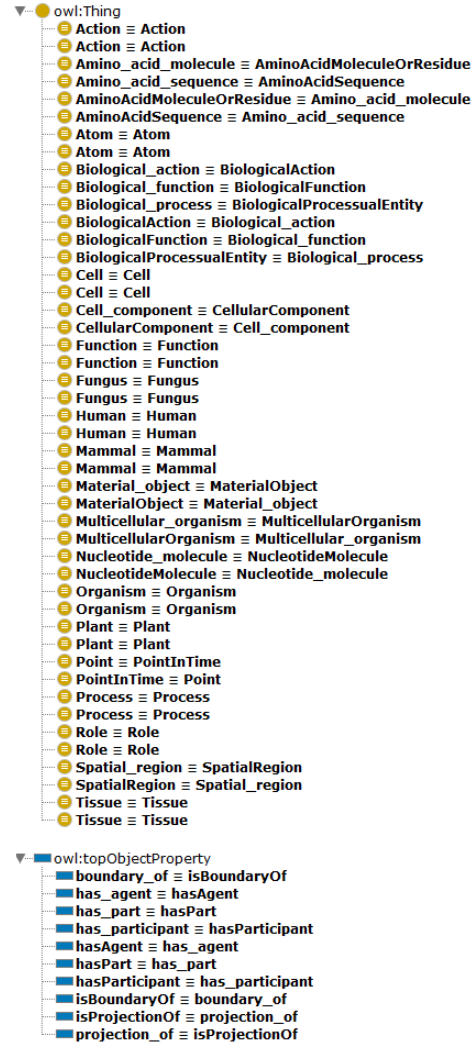 owl:Thing
Action ≡ Action
Action ≡ Action
Amino_acid_molecule ≡ AminoAcidMoleculeOrResidue
Amino_acid_sequence ≡ AminoAcidSequence
AminoAcidMoleculeOrResidue ≡ Amino_acid_molecule
AminoAcidSequence ≡ Amino_acid_sequence
Atom ≡ Atom
Atom ≡ Atom
Biological_action ≡ BiologicalAction
Biological_function ≡ BiologicalFunction
Biological_process ≡ BiologicalProcessualEntity
BiologicalAction ≡ Biological_action
BiologicalFunction ≡ Biological_function
BiologicalProcessualEntity ≡ Biological_process
Cell ≡ Cell
Cell ≡ Cell
Cell_component ≡ CellularComponent
CellularComponent ≡ Cell_component
Function ≡ Function
Function ≡ Function
Fungus ≡ Fungus
Fungus ≡ Fungus
Human ≡ Human
Human ≡ Human
Mammal ≡ Mammal
Mammal ≡ Mammal
Material_object ≡ MaterialObject
MaterialObject ≡ Material_object
Multicellular_organism ≡ MulticellularOrganism
MulticellularOrganism ≡ Multicellular_organism
Nucleotide_molecule ≡ NucleotideMolecule
NucleotideMolecule ≡ Nucleotide_molecule
Organism ≡ Organism
Organism ≡ Organism
Plant ≡ Plant
Plant ≡ Plant
Point ≡ PointInTime
PointInTime ≡ Point
Process ≡ Process
Process ≡ Process
Role ≡ Role
Role ≡ Role
Spatial_region ≡ SpatialRegion
SpatialRegion ≡ Spatial_region
Tissue ≡ Tissue
Tissue ≡ Tissue
owl:topObjectProperty
boundary_of ≡ isBoundaryOf
has_agent ≡ hasAgent
has_part ≡ hasPart
has_participant ≡ hasParticipant
hasAgent ≡ has_agent
hasPart ≡ has_part
hasParticipant ≡ has_participant
isBoundaryOf ≡ boundary_of
isProjectionOf ≡ projection_of
projection_of ≡ isProjectionOf